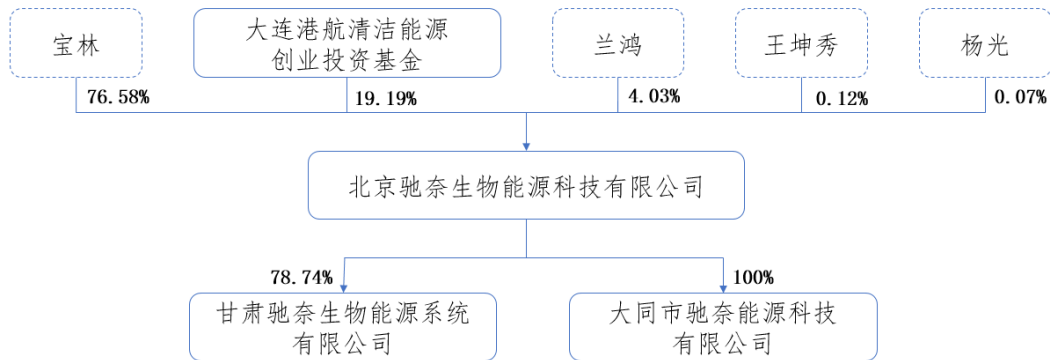 宝林
大连港航清洁能源
创业投资基金
兰鸿
王坤秀
杨光
76.58%
19.19%
4.03%
0.12%
0.07%
北京驰奈生物能源科技有限公司
78.74%
100%
甘肃驰奈生物能源系统
有限公司
大同市驰奈能源科技
有限公司